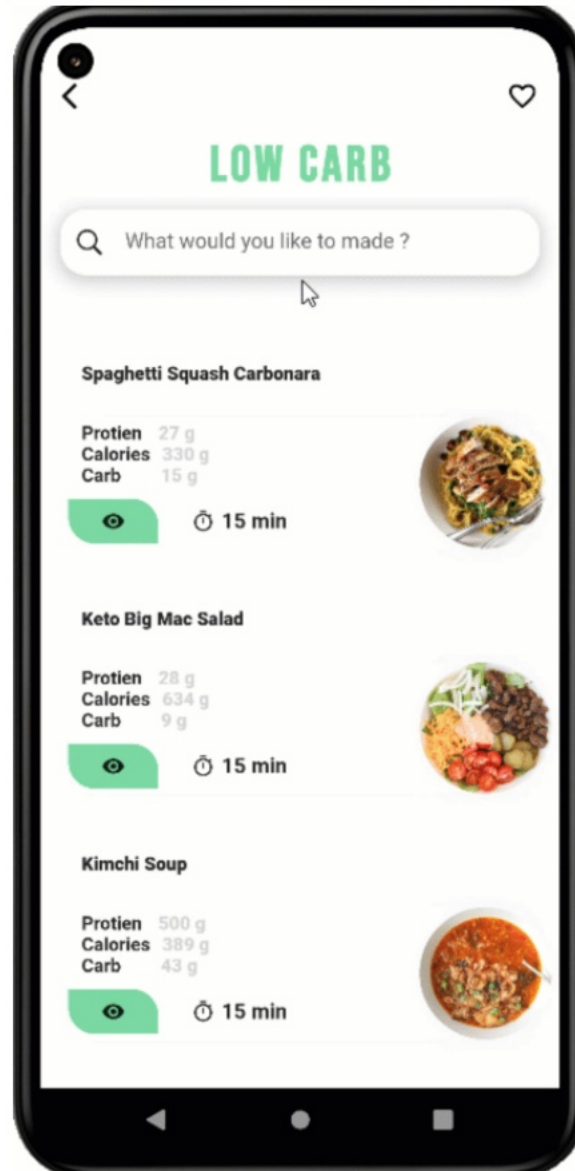 LOW CARB
What would you like to made ?
Spaghetti Squash Carbonara
Protien 27 g
Calories 330 g
Carb 15 g
15 min
Keto Big Mac Salad
Protien 28 g
Calories 634 g
Carb 9 g
15 min
Kimchi Soup
Protien 500 g
Calories 389 g
Carb 43 g
15 min